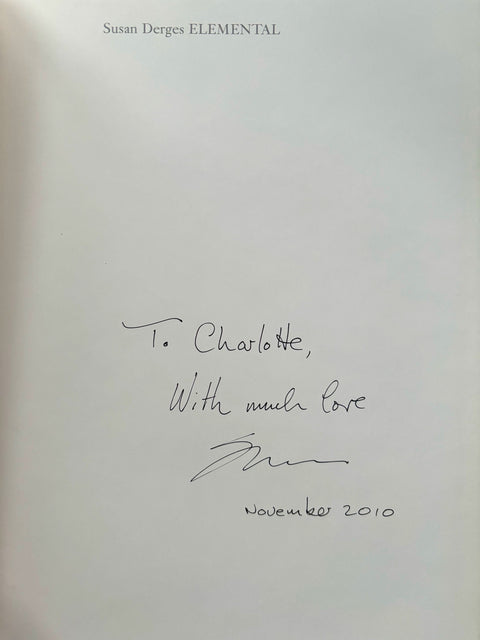 Susan Derges ELEMENTAL
To Charlotte,
With much love
November 2010